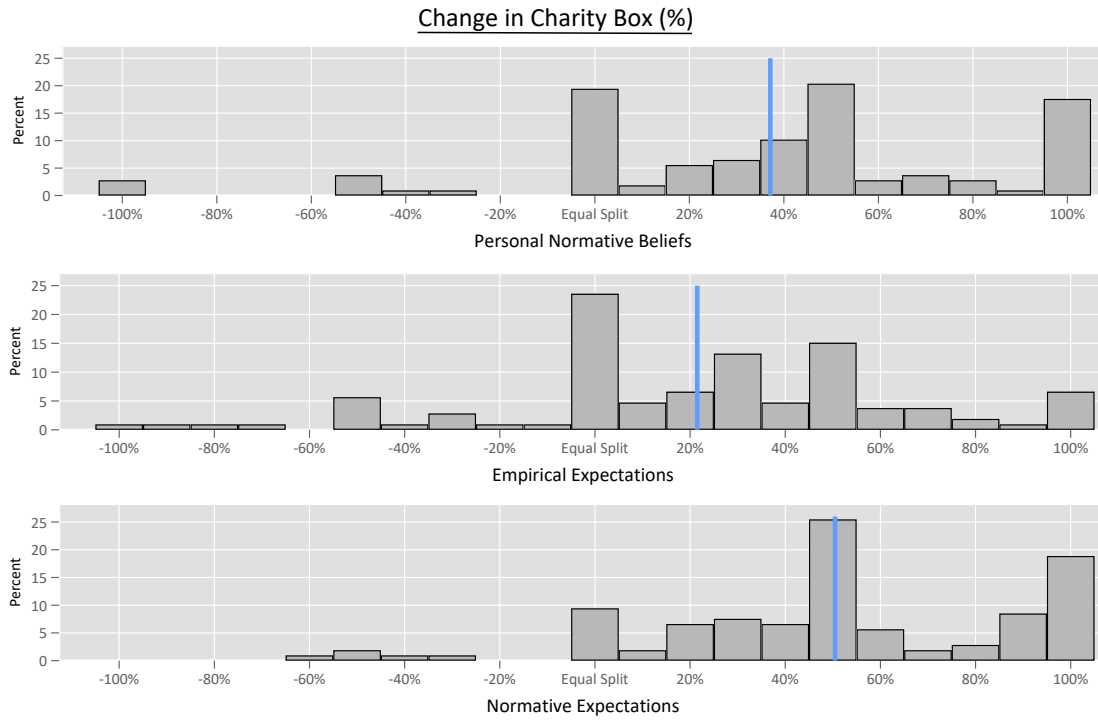 Change in Charity Box (%)
25
20
15
10
5
0
Percent
-100% -80% -60% -40% -20% Equal Split 20% 40% 60% 80% 100%
Personal Normative Beliefs
25
20
15
10
5
0
Percent
-100% -80% -60% -40% -20% Equal Split 20% 40% 60% 80% 100%
Empirical Expectations
25
20
15
10
5
0
Percent
-100% -80% -60% -40% -20% Equal Split 20% 40% 60% 80% 100%
Normative Expectations